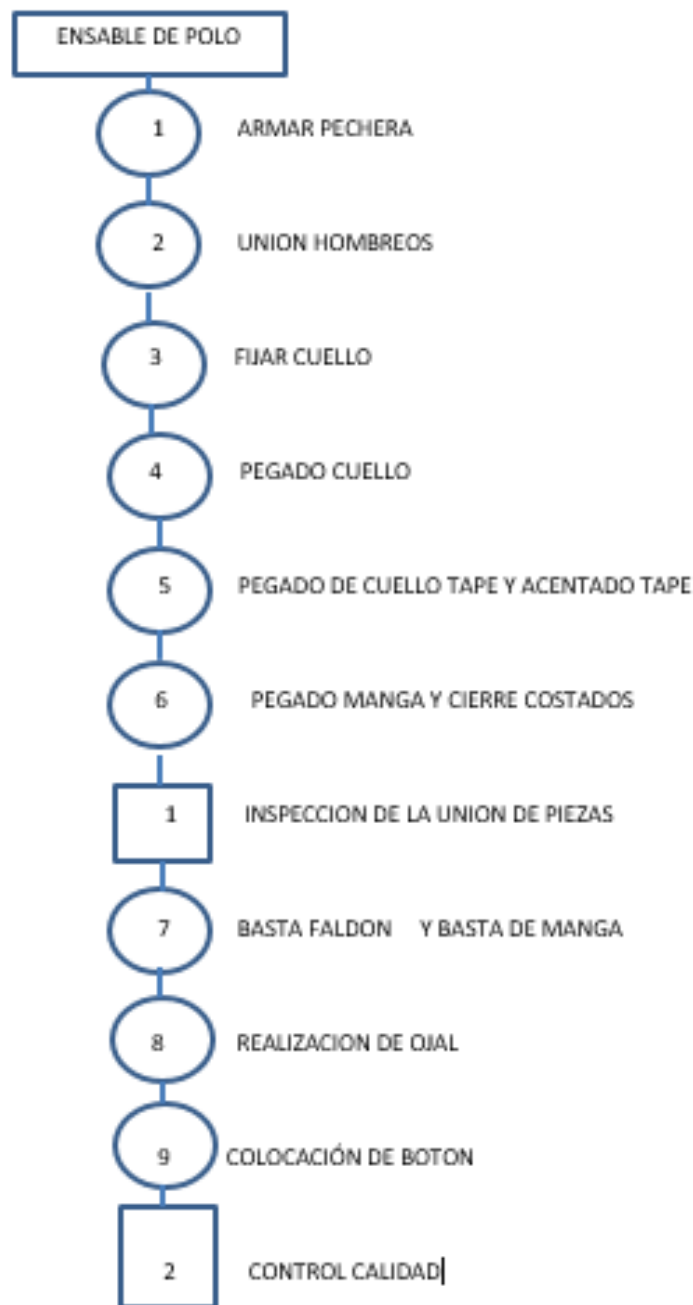 ENSABLE DE POLO
1 ARMAR PECHERA
2 UNION HOMBREOS
3 FIJAR CUELLO
4 PEGADO CUELLO
5 PEGADO DE CUELLO TAPE Y ACENTADO TAPE
6 PEGADO MANGA Y CIERRE COSTADOS
1 INSPECCION DE LA UNION DE PIEZAS
7 BASTA FALDON Y BASTA DE MANGA
8 REALIZACION DE OJAL
9 COLOCACIÓN DE BOTON
2 CONTROL CALIDAD